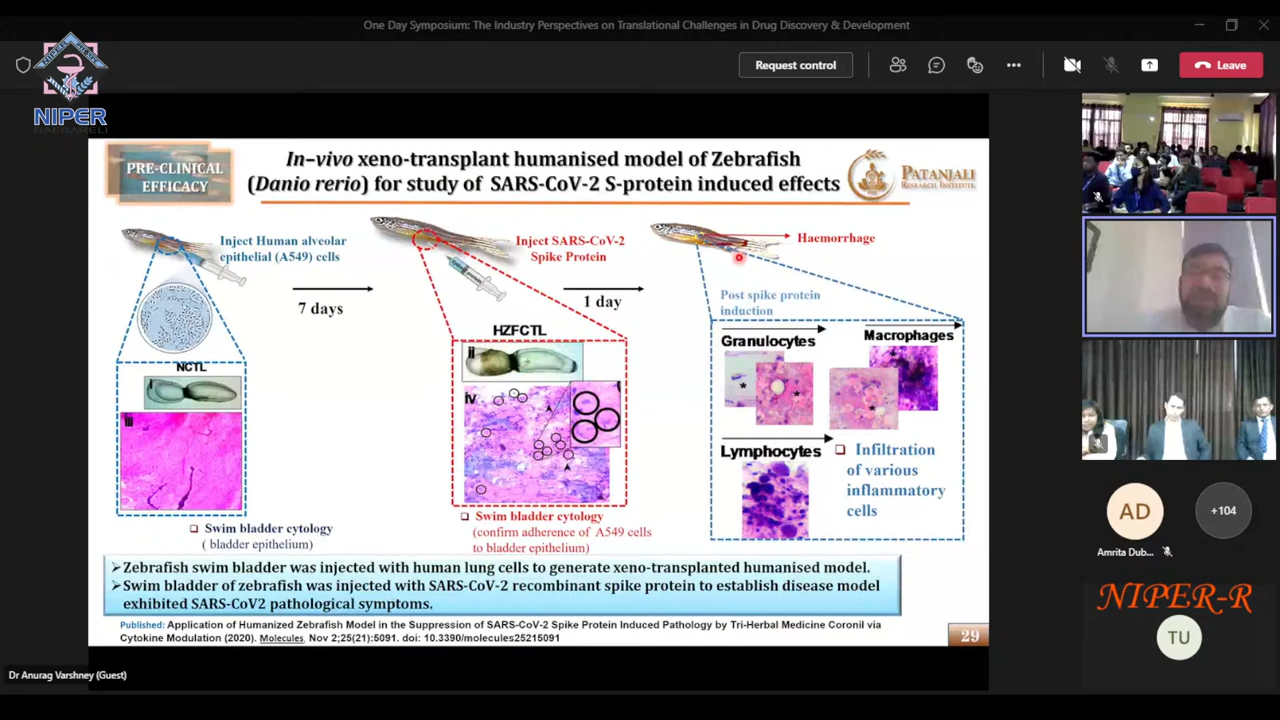 One Day Symposium: The Industry Perspectives on Translational Challenges in Drug Discovery & Development
Request control
Leave
NIPER
RAEBARELI
PRE-CLINICAL
EFFICACY
In–vivo xeno-transplant humanised model of Zebrafish
(Danio rerio) for study of SARS-CoV-2 S-protein induced effects
PATANJALI
RESEARCH INSTITUTE
Inject Human alveolar
epithelial (A549) cells
7 days
Inject SARS-CoV-2
Spike Protein
1 day
Haemorrhage
Post spike protein
induction
NCTL
iii
HZFCTL
ii
iv
Granulocytes
Macrophages
Lymphocytes
❑ Infiltration
of various
inflammatory
cells
❑ Swim bladder cytology
( bladder epithelium)
❑ Swim bladder cytology
(confirm adherence of A549 cells
to bladder epithelium)
➢Zebrafish swim bladder was injected with human lung cells to generate xeno-transplanted humanised model.
➢Swim bladder of zebrafish was injected with SARS-CoV-2 recombinant spike protein to establish disease model
exhibited SARS-CoV2 pathological symptoms.
Published: Application of Humanized Zebrafish Model in the Suppression of SARS-CoV-2 Spike Protein Induced Pathology by Tri-Herbal Medicine Coronil via
Cytokine Modulation (2020). Molecules, Nov 2;25(21):5091. doi: 10.3390/molecules25215091
29
Dr Anurag Varshney (Guest)
AD
+104
Amrita Dub...
NIPER-R
TU